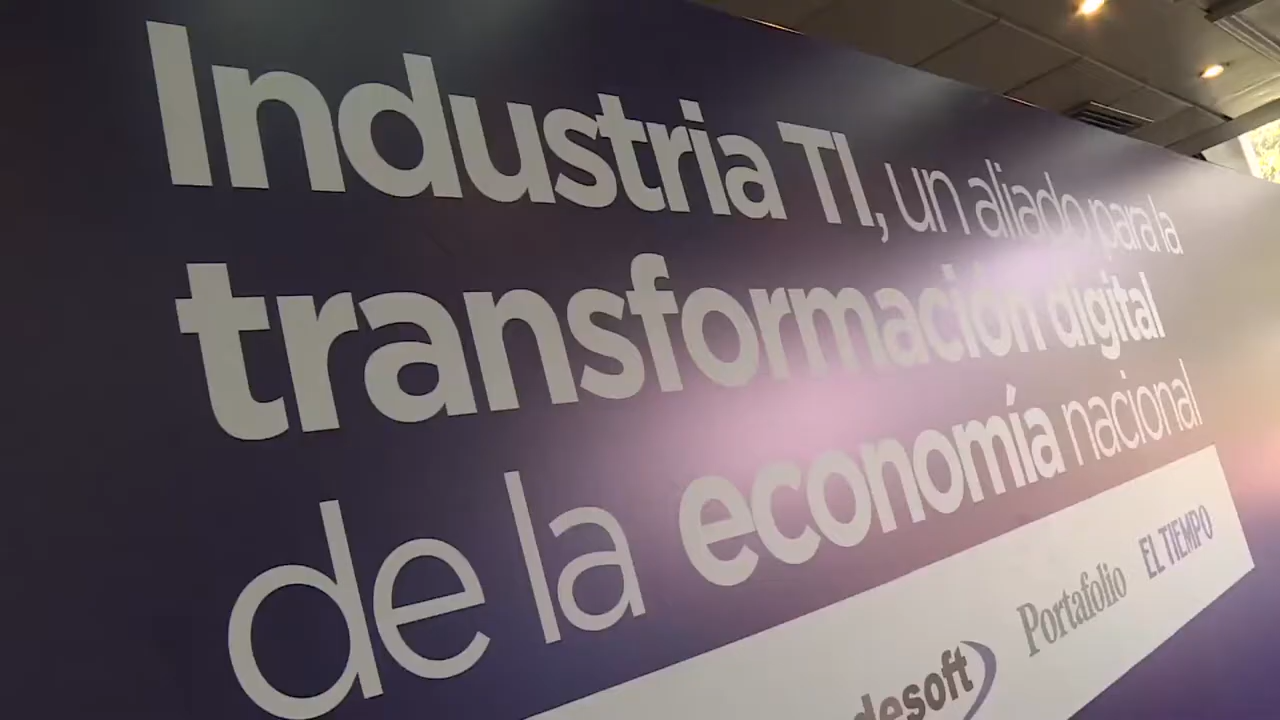 Industria TI, un aliado para la
transformación digital
de la economía nacional
desoft Portafolio EL TIEMPO